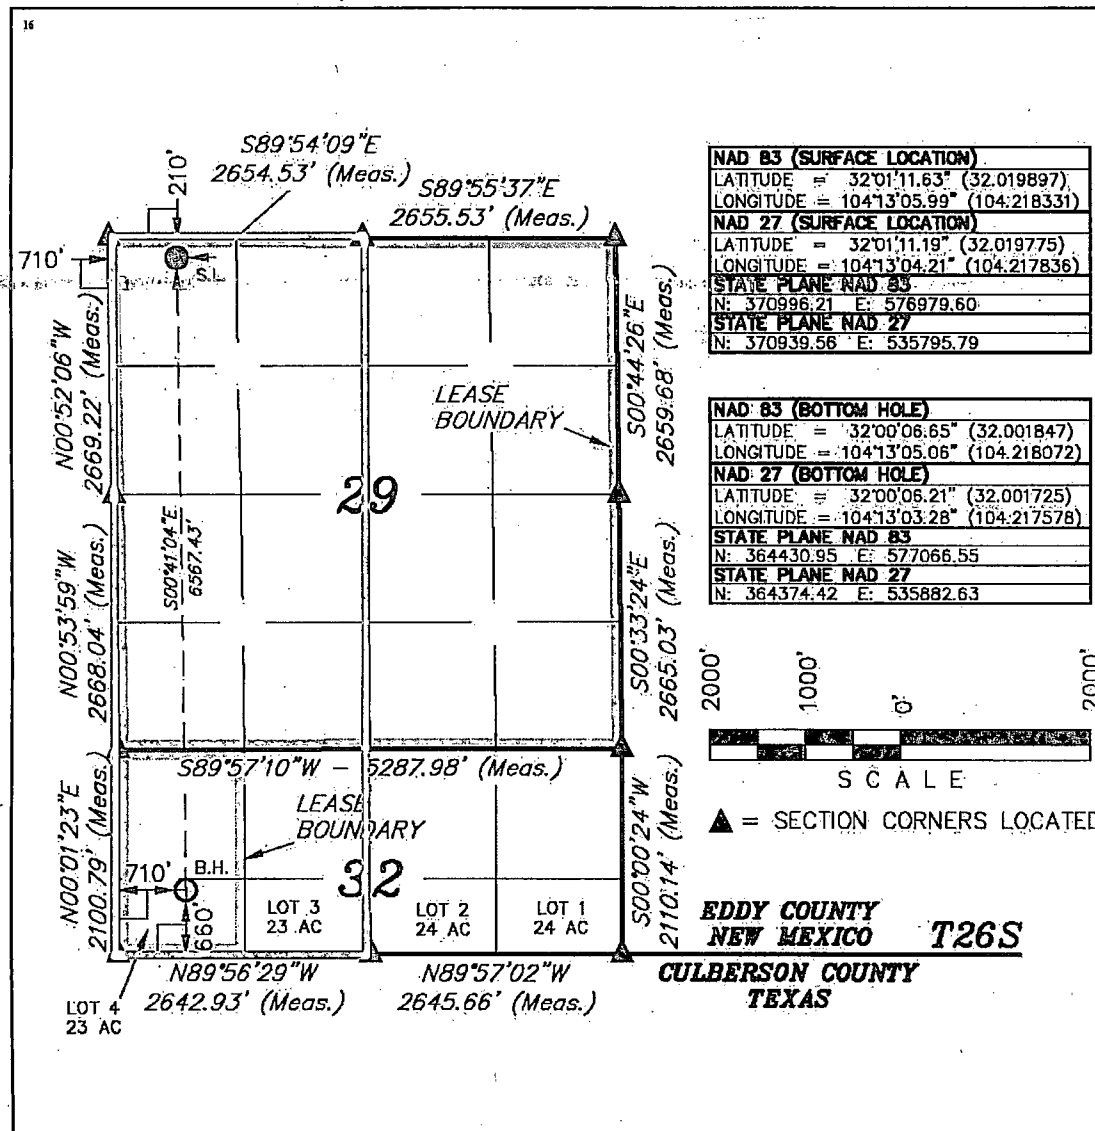 16
S89°54'09"E
2654.53' (Meas.)
S89°55'37"E
2655.53' (Meas.)
210'
710'
S.L.
N00°52'06"W
2669.22' (Meas.)
S00°44'26"E
2659.68' (Meas.)
LEASE
BOUNDARY
29
S00°41'04"E
6567.43'
N00°53'59"W
2668.04' (Meas.)
S00°33'24"E
2665.03' (Meas.)
S89°57'10"W – 5287.98' (Meas.)
LEASE
BOUNDARY
N00°01'23"E
2100.79' (Meas.)
S00°00'24"W
2110.14' (Meas.)
710'
B.H.
32
660'
LOT 3
23 AC
LOT 2
24 AC
LOT 1
24 AC
N89°56'29"W
2642.93' (Meas.)
N89°57'02"W
2645.66' (Meas.)
LOT 4
23 AC
NAD 83 (SURFACE LOCATION)
LATITUDE = 32°01'11.63" (32.019897)
LONGITUDE = 104°13'05.99" (104.218331)
NAD 27 (SURFACE LOCATION)
LATITUDE = 32°01'11.19" (32.019775)
LONGITUDE = 104°13'04.21" (104.217836)
STATE PLANE NAD 83
N: 370996.21 E: 576979.60
STATE PLANE NAD 27
N: 370939.56 E: 535795.79
NAD 83 (BOTTOM HOLE)
LATITUDE = 32°00'06.65" (32.001847)
LONGITUDE = 104°13'05.06" (104.218072)
NAD 27 (BOTTOM HOLE)
LATITUDE = 32°00'06.21" (32.001725)
LONGITUDE = 104°13'03.28" (104.217578)
STATE PLANE NAD 83
N: 364430.95 E: 577066.55
STATE PLANE NAD 27
N: 364374.42 E: 535882.63
2000' 1000' 0' 2000'
SCALE
▲ = SECTION CORNERS LOCATED
EDDY COUNTY
NEW MEXICO
T26S
CULBERSON COUNTY
TEXAS